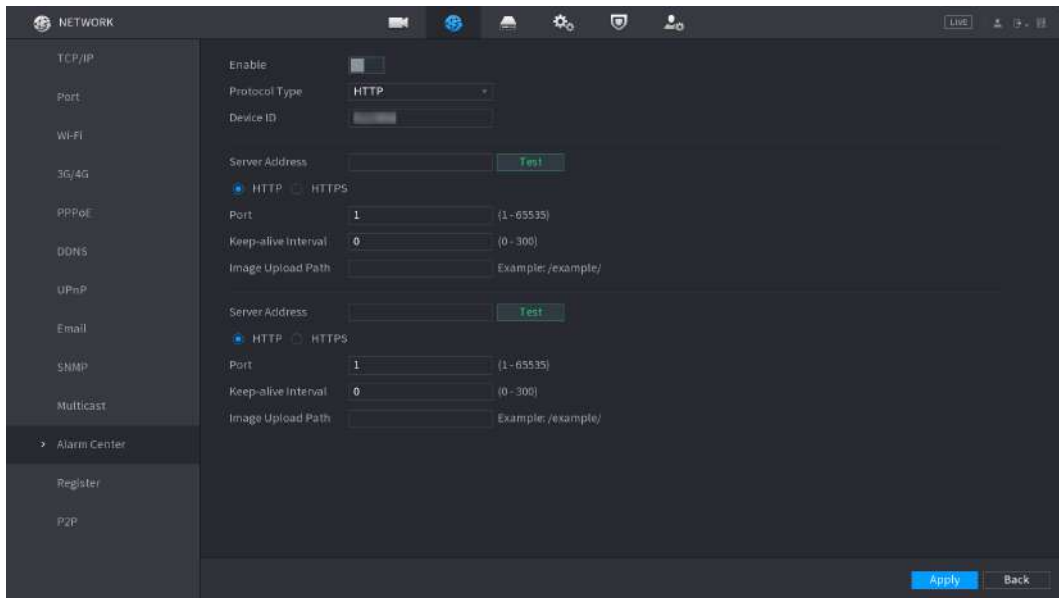 NETWORK
LIVE
TCP/IP
Port
Wi-Fi
3G/4G
PPPoE
DDNS
UPnP
Email
SNMP
Multicast
Alarm Center
Register
P2P
Enable
Protocol Type HTTP
Device ID
Server Address Test
HTTP HTTPS
Port 1 (1 - 65535)
Keep-alive Interval 0 (0 - 300)
Image Upload Path Example: /example/
Server Address Test
HTTP HTTPS
Port 1 (1 - 65535)
Keep-alive Interval 0 (0 - 300)
Image Upload Path Example: /example/
Apply Back